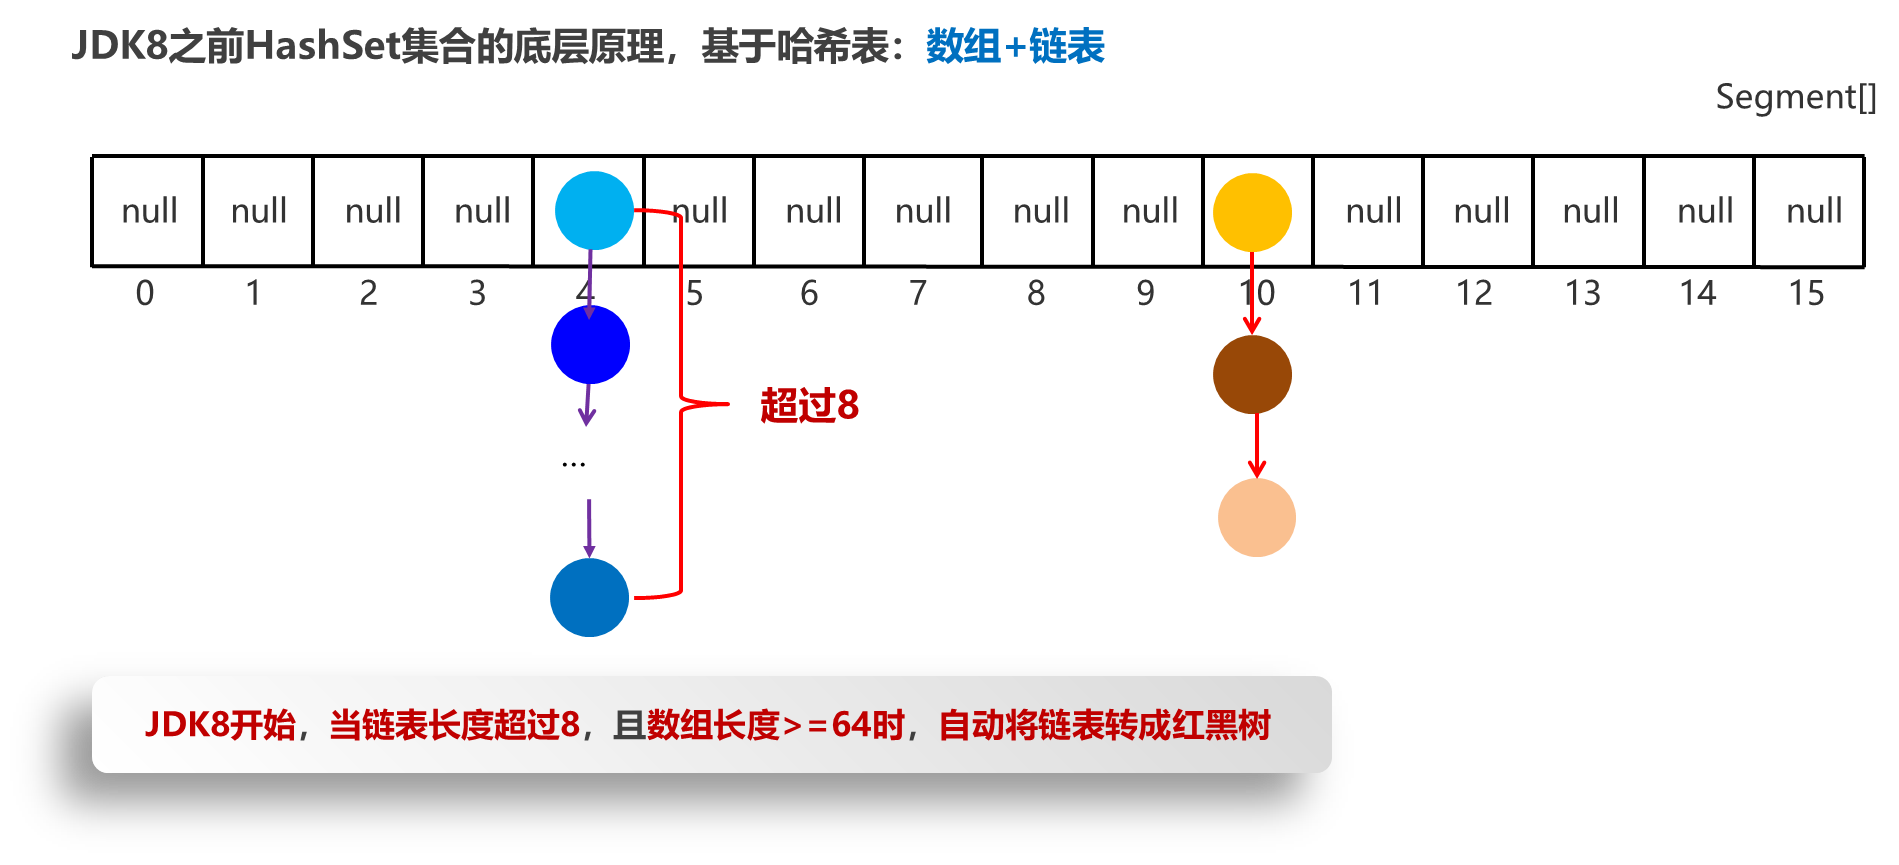 JDK8之前HashSet集合的底层原理，基于哈希表：数组+链表
Segment[]
null null null null null null null null null null null null null null
0 1 2 3 4 5 6 7 8 9 10 11 12 13 14 15
超过8
...
JDK8开始，当链表长度超过8，且数组长度>=64时，自动将链表转成红黑树